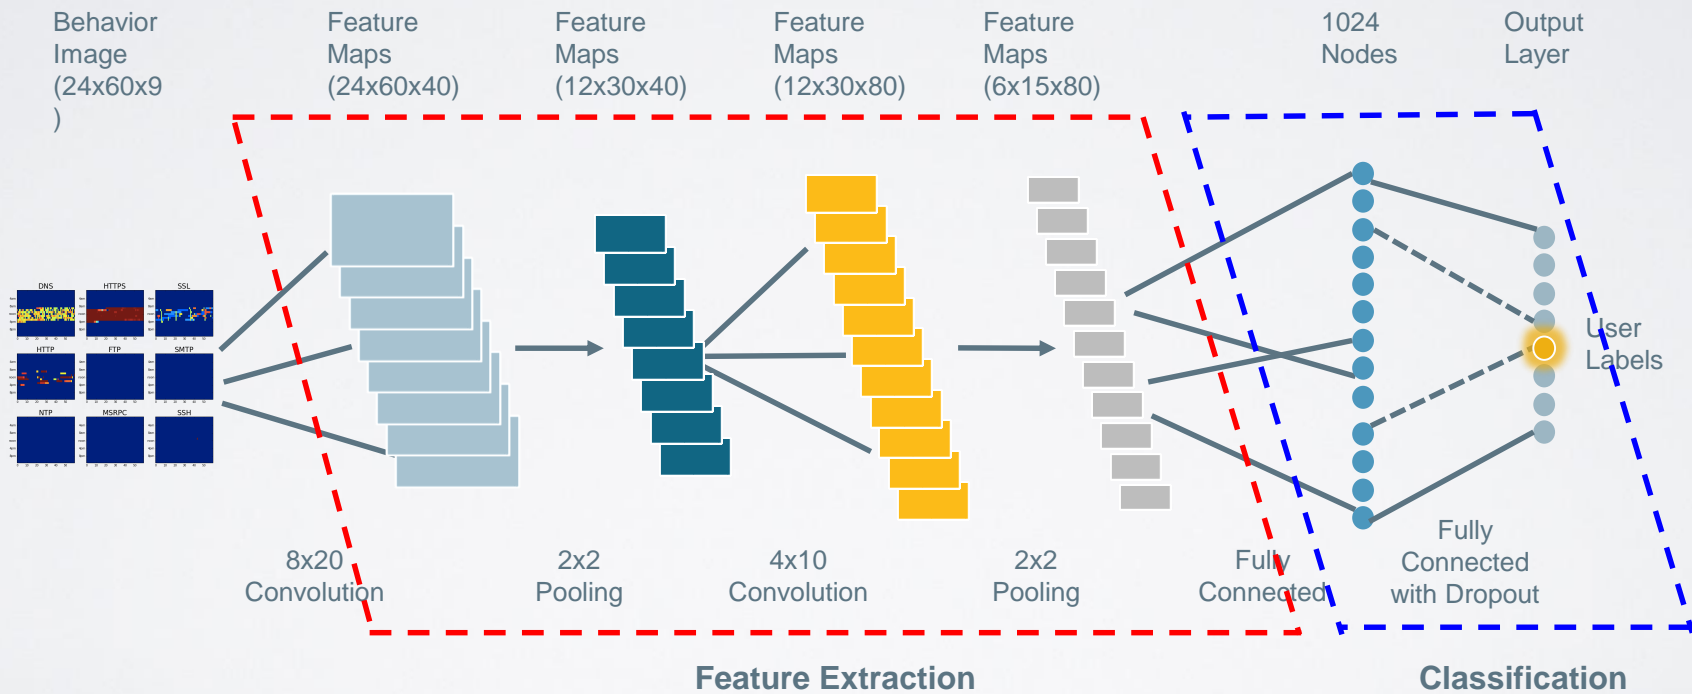 Behavior
Image
(24x60x9
)
Feature
Maps
(24x60x40)
Feature
Maps
(12x30x40)
Feature
Maps
(12x30x80)
Feature
Maps
(6x15x80)
1024
Nodes
Output
Layer
DNS
HTTPS
SSL
HTTP
FTP
SMTP
NTP
MSRPC
SSH
User
Labels
8x20
Convolution
2x2
Pooling
4x10
Convolution
2x2
Pooling
Fully
Connected
Fully
Connected
with Dropout
Feature Extraction
Classification